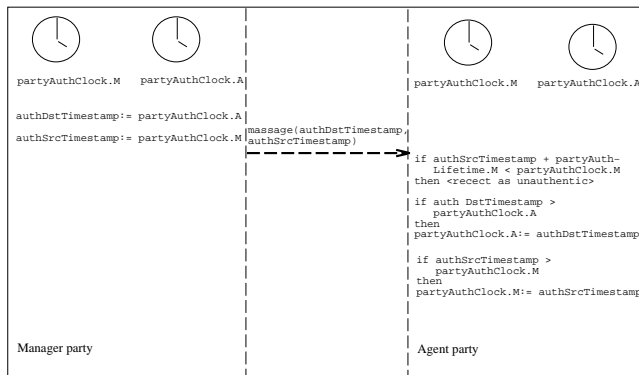 partyAuthClock.M partyAuthClock.A
authDstTimestamp:= partyAuthClock.A
authSrcTimestamp:= partyAuthClock.M
massage(authDstTimestamp,
authSrcTimestamp)
partyAuthClock.M partyAuthClock.A
if authSrcTimestamp + partyAuth-
Lifetime.M < partyAuthClock.M
then <recect as unauthentic>
if auth DstTimestamp >
partyAuthClock.A
then
partyAuthClock.A:= authDstTimestamp
if authSrcTimestamp >
partyAuthClock.M
then
partyAuthClock.M:= authSrcTimestamp
Manager party
Agent party